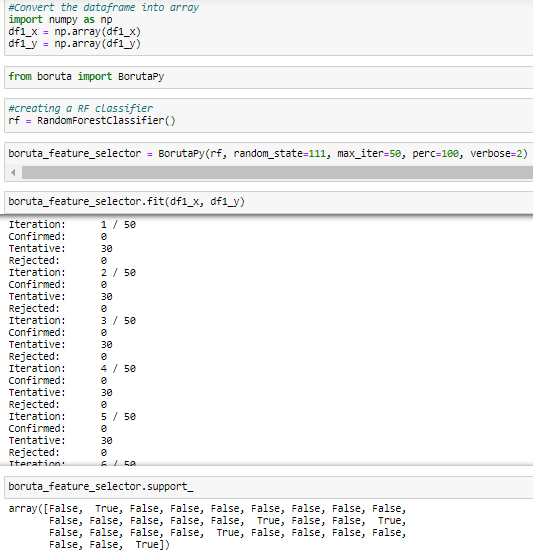 #Convert the dataframe into array
import numpy as np
df1_x = np.array(df1_x)
df1_y = np.array(df1_y)
from boruta import BorutaPy
#creating a RF classifier
rf = RandomForestClassifier()
boruta_feature_selector = BorutaPy(rf, random_state=111, max_iter=50, perc=100, verbose=2)
boruta_feature_selector.fit(df1_x, df1_y)
Iteration: 1 / 50
Confirmed: 0
Tentative: 30
Rejected: 0
Iteration: 2 / 50
Confirmed: 0
Tentative: 30
Rejected: 0
Iteration: 3 / 50
Confirmed: 0
Tentative: 30
Rejected: 0
Iteration: 4 / 50
Confirmed: 0
Tentative: 30
Rejected: 0
Iteration: 5 / 50
Confirmed: 0
Tentative: 30
Rejected: 0
Iteration: 6 / 50
boruta_feature_selector.support_
array([False, True, False, False, False, False, False, False, False,
False, False, False, False, False, True, False, False, True,
False, False, False, False, True, False, False, False, False,
False, False, True])